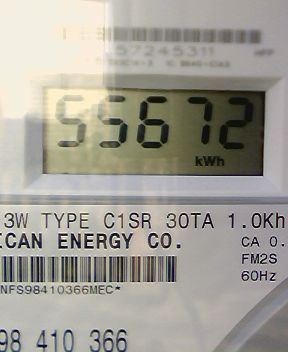 57245311
55672
kWh
3W TYPE C1SR 30TA 1.0Kh
ICAN ENERGY CO.
CA 0.
FM2S
60Hz
NFS98410366MEC*
98 410 366